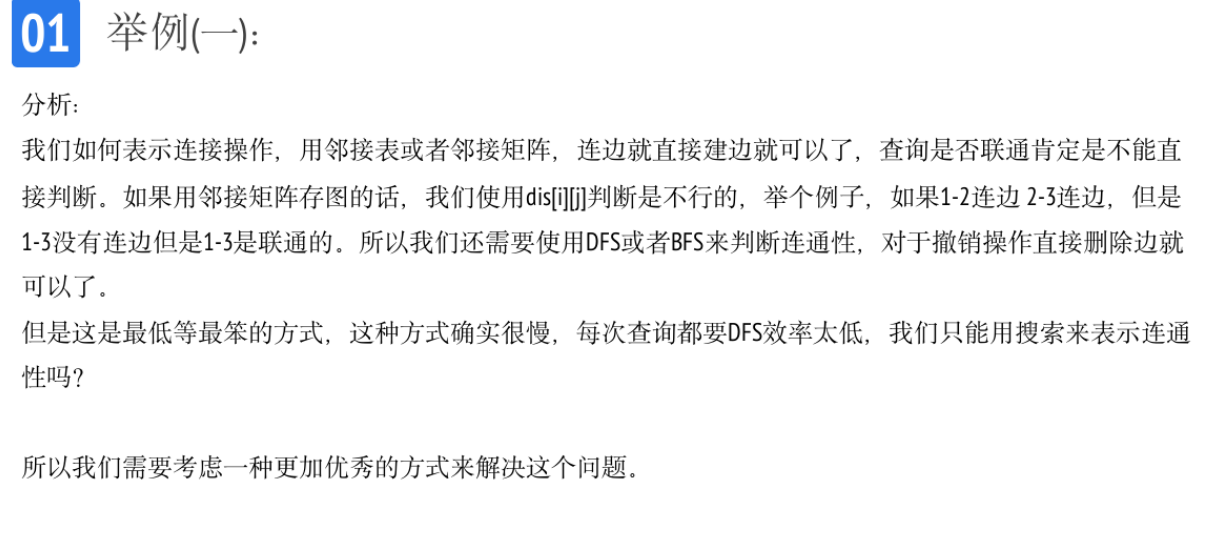 01 举例(一):
分析:
我们如何表示连接操作，用邻接表或者邻接矩阵，连边就直接建边就可以了，查询是否联通肯定是不能直
接判断。如果用邻接矩阵存图的话，我们使用dis[i][j]判断是不行的，举个例子，如果1-2连边 2-3连边，但是
1-3没有连边但是1-3是联通的。所以我们还需要使用DFS或者BFS来判断连通性，对于撤销操作直接删除边就
可以了。
但是这是最低等最笨的方式，这种方式确实很慢，每次查询都要DFS效率太低，我们只能用搜索来表示连通
性吗？
所以我们需要考虑一种更加优秀的方式来解决这个问题。